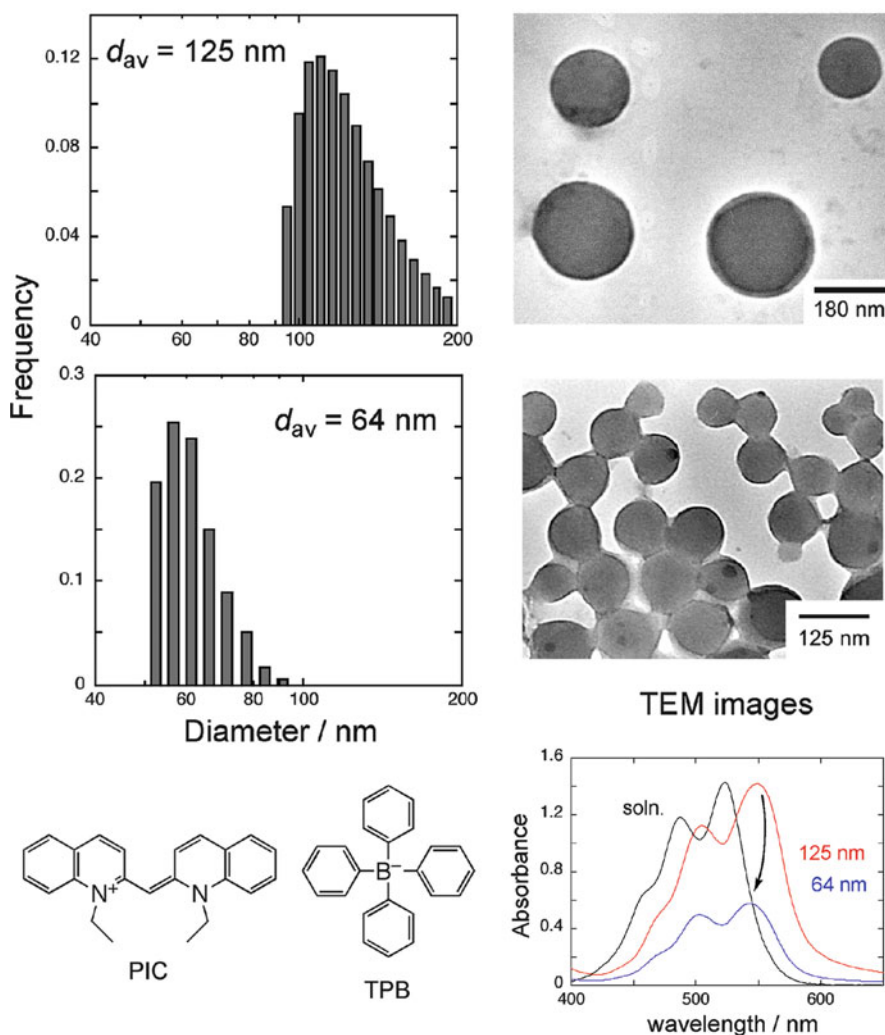 0.12
0.08
0.04
0
d_av = 125 nm
40
60
80
100
200
Frequency
180 nm
0.3
0.2
0.1
0
d_av = 64 nm
40
60
80
100
200
Diameter / nm
125 nm
TEM images
N+
N
PIC
B−
TPB
1.6
1.2
0.8
0.4
0
Absorbance
soln.
125 nm
64 nm
400
500
600
wavelength / nm